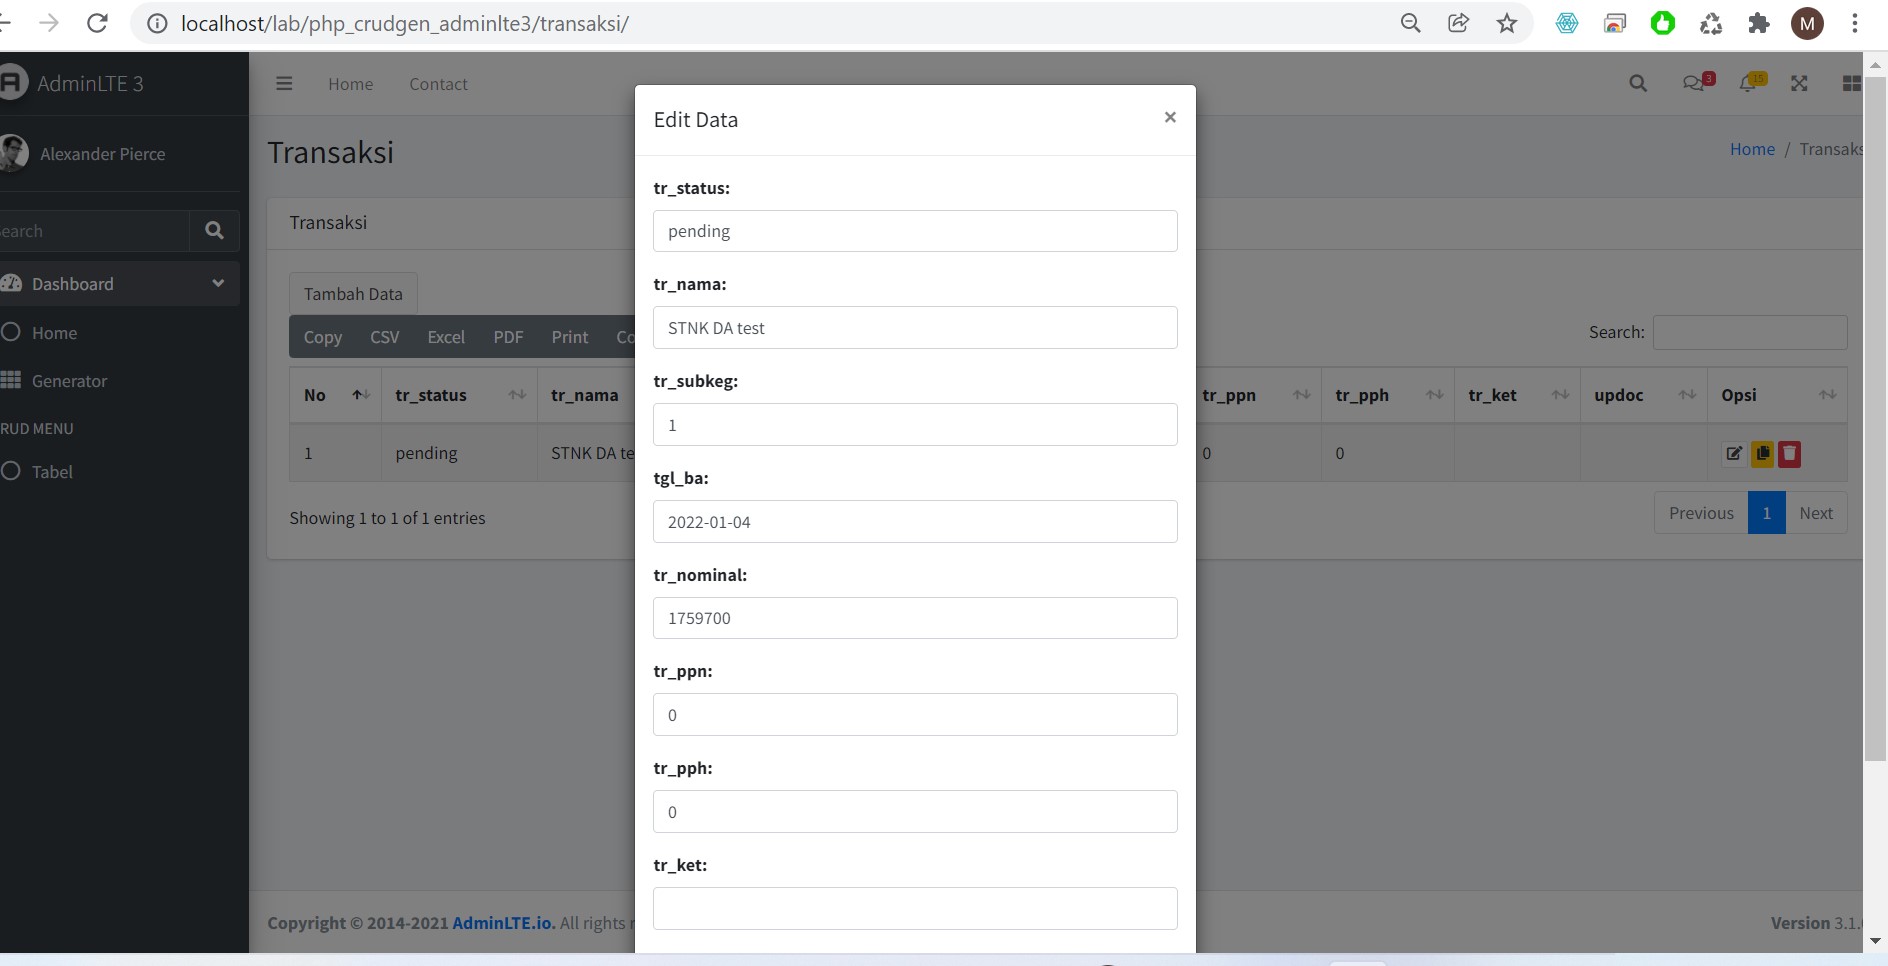 localhost/lab/php_crudgen_adminlte3/transaksi/
M
AdminLTE 3
Home
Contact
3
15
Alexander Pierce
earch
Dashboard
Home
Generator
RUD MENU
Tabel
Transaksi
Home / Transaks
Transaksi
Tambah Data
Copy CSV Excel PDF Print Co
Search:
No tr_status tr_nama tr_ppn tr_pph tr_ket updoc Opsi
1 pending STNK DA te 0 0
Showing 1 to 1 of 1 entries
Previous 1 Next
Edit Data
×
tr_status:
pending
tr_nama:
STNK DA test
tr_subkeg:
1
tgl_ba:
2022-01-04
tr_nominal:
1759700
tr_ppn:
0
tr_pph:
0
tr_ket:
Copyright © 2014-2021 AdminLTE.io. All rights r
Version 3.1.